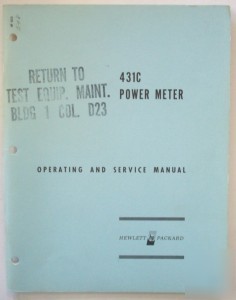 RETURN TO
TEST EQUIP. MAINT.
BLDG 1 COL. D23
431C
POWER METER
OPERATING AND SERVICE MANUAL
HEWLETT PACKARD